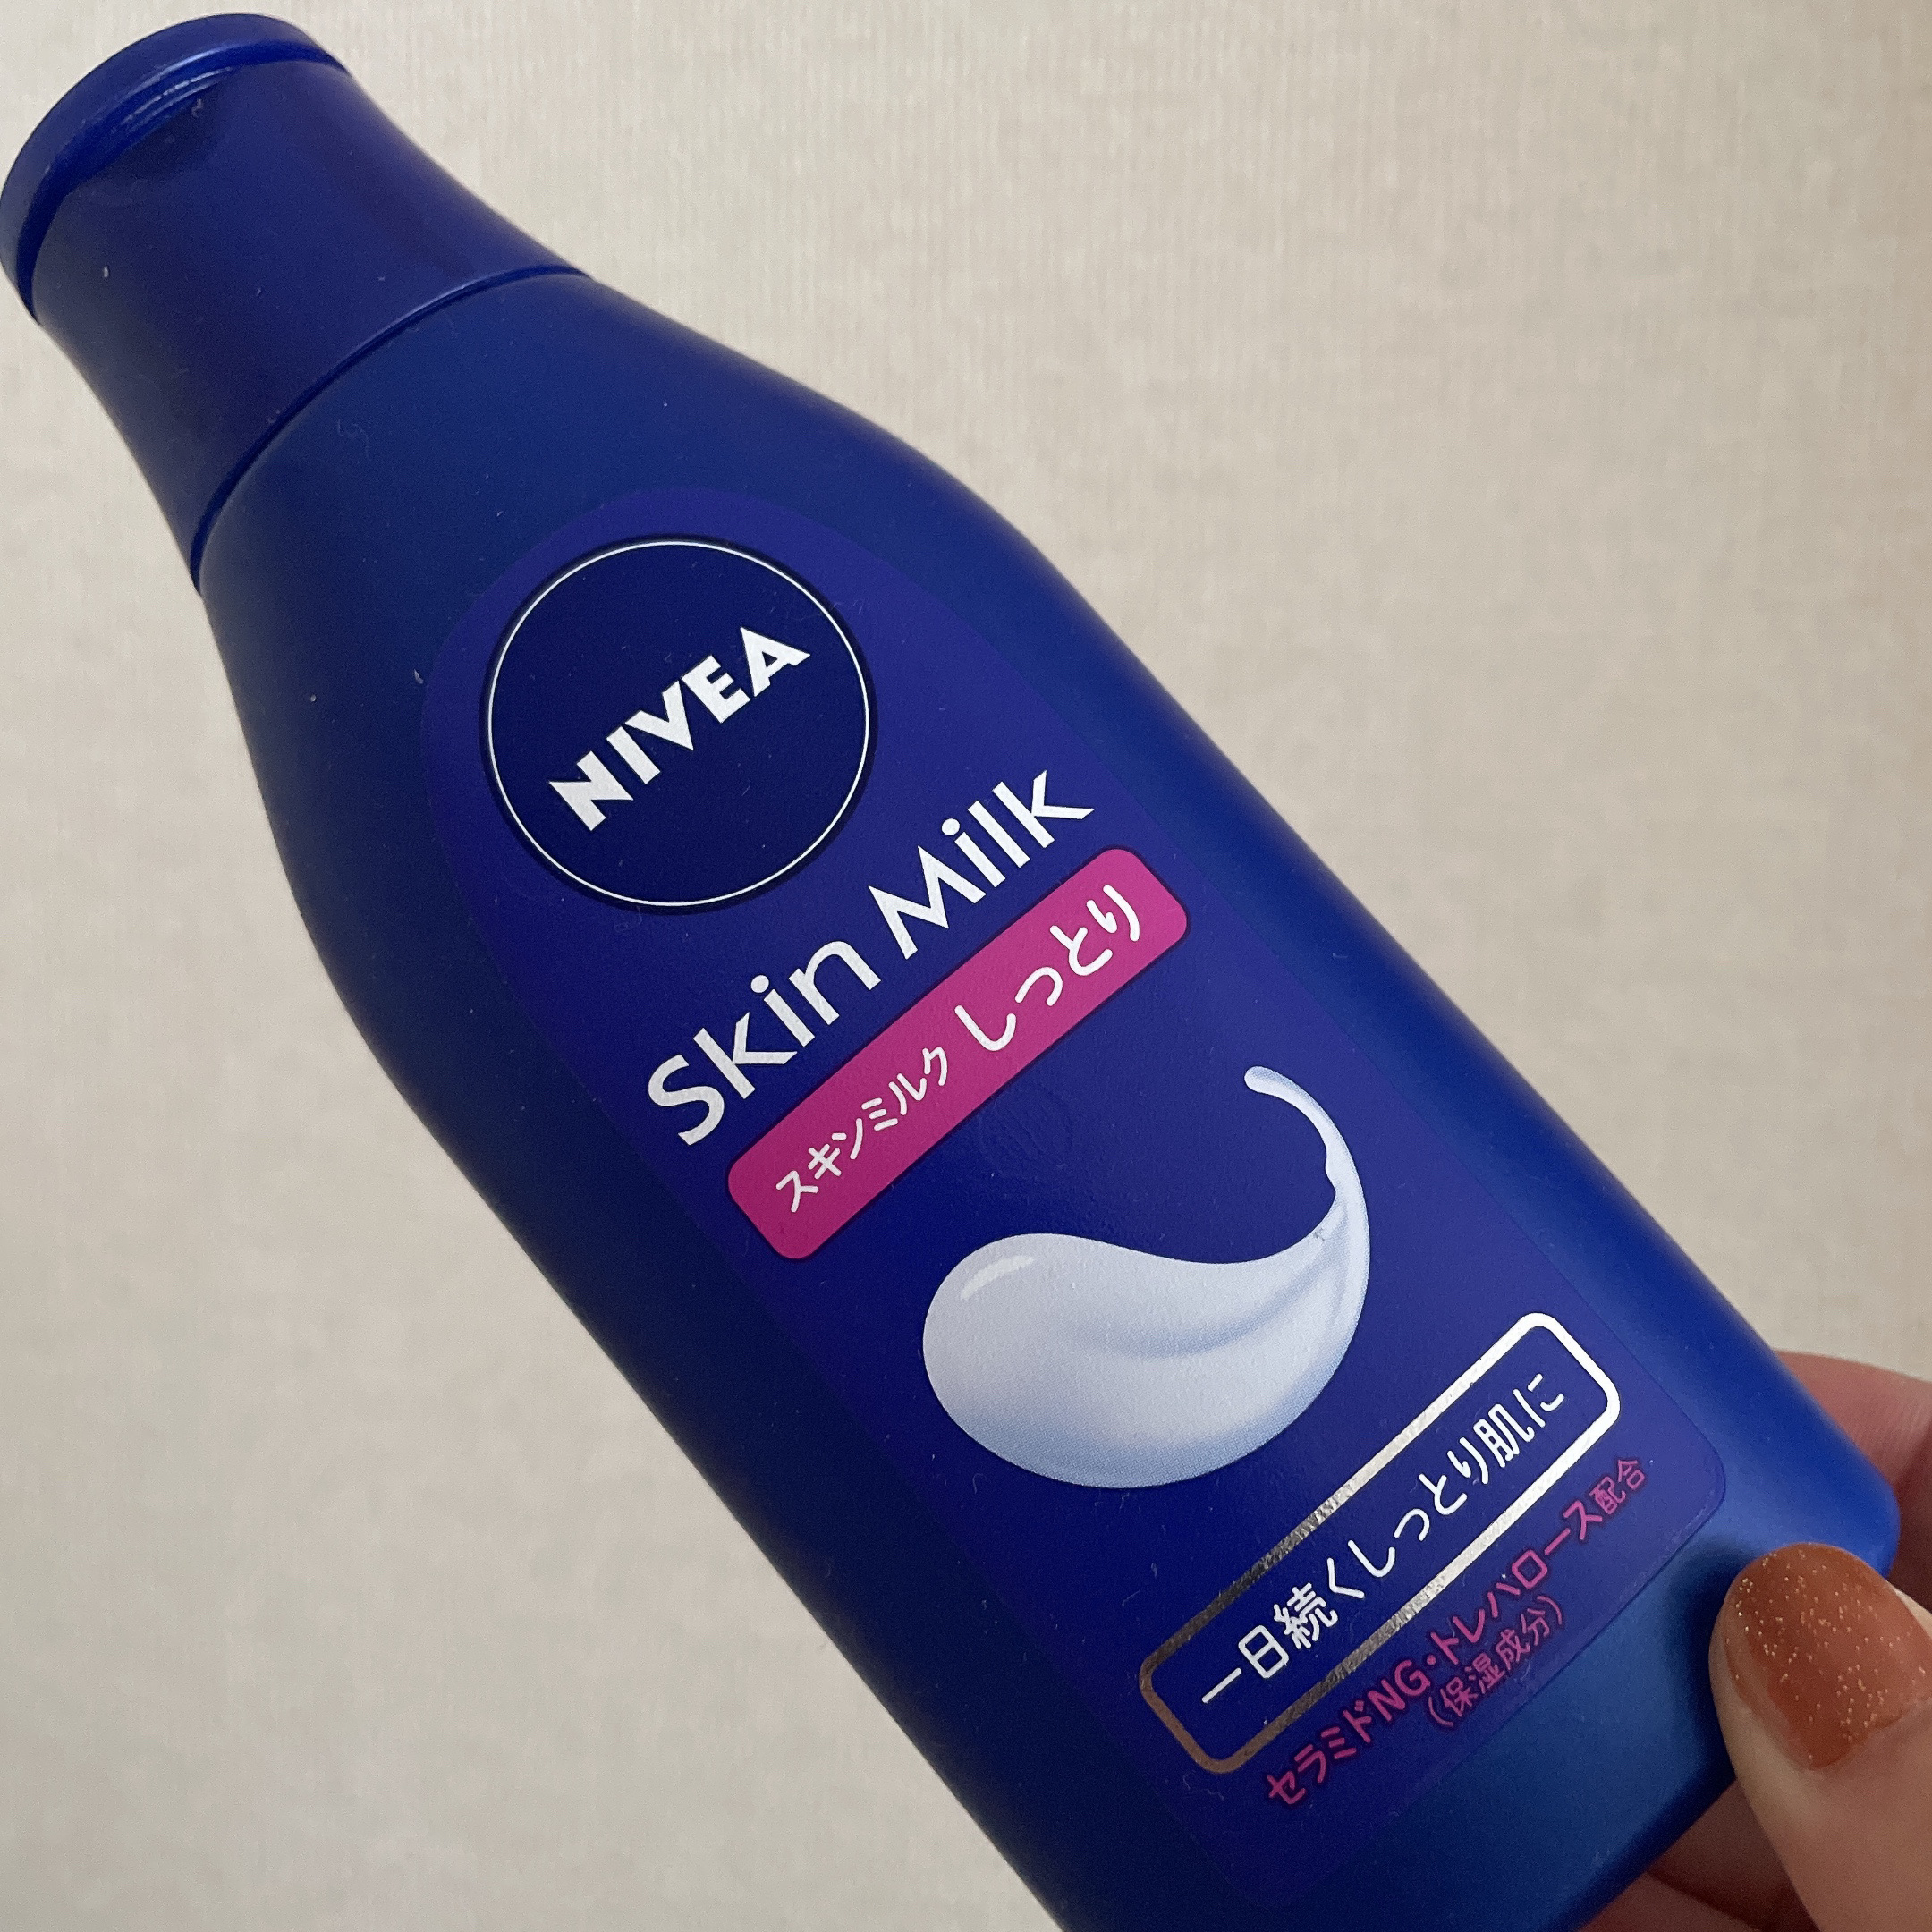 NIVEA
Skin Milk
スキンミルク しっとり
一日続くしっとり肌に
セラミドNG・トレハロース配合
(保湿成分)